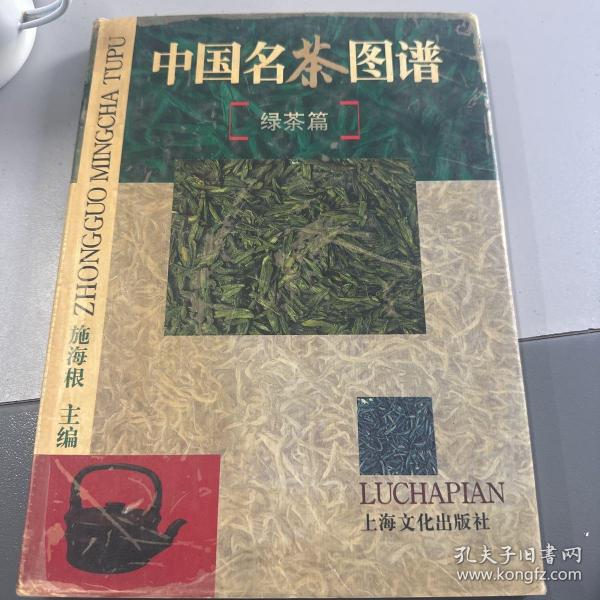 中国名茶图谱
绿茶篇
ZHONGGUO MINGCHA TUPU
施海根 主编
LUCHAPIAN
上海文化出版社
孔夫子旧书网
www.kongfz.com